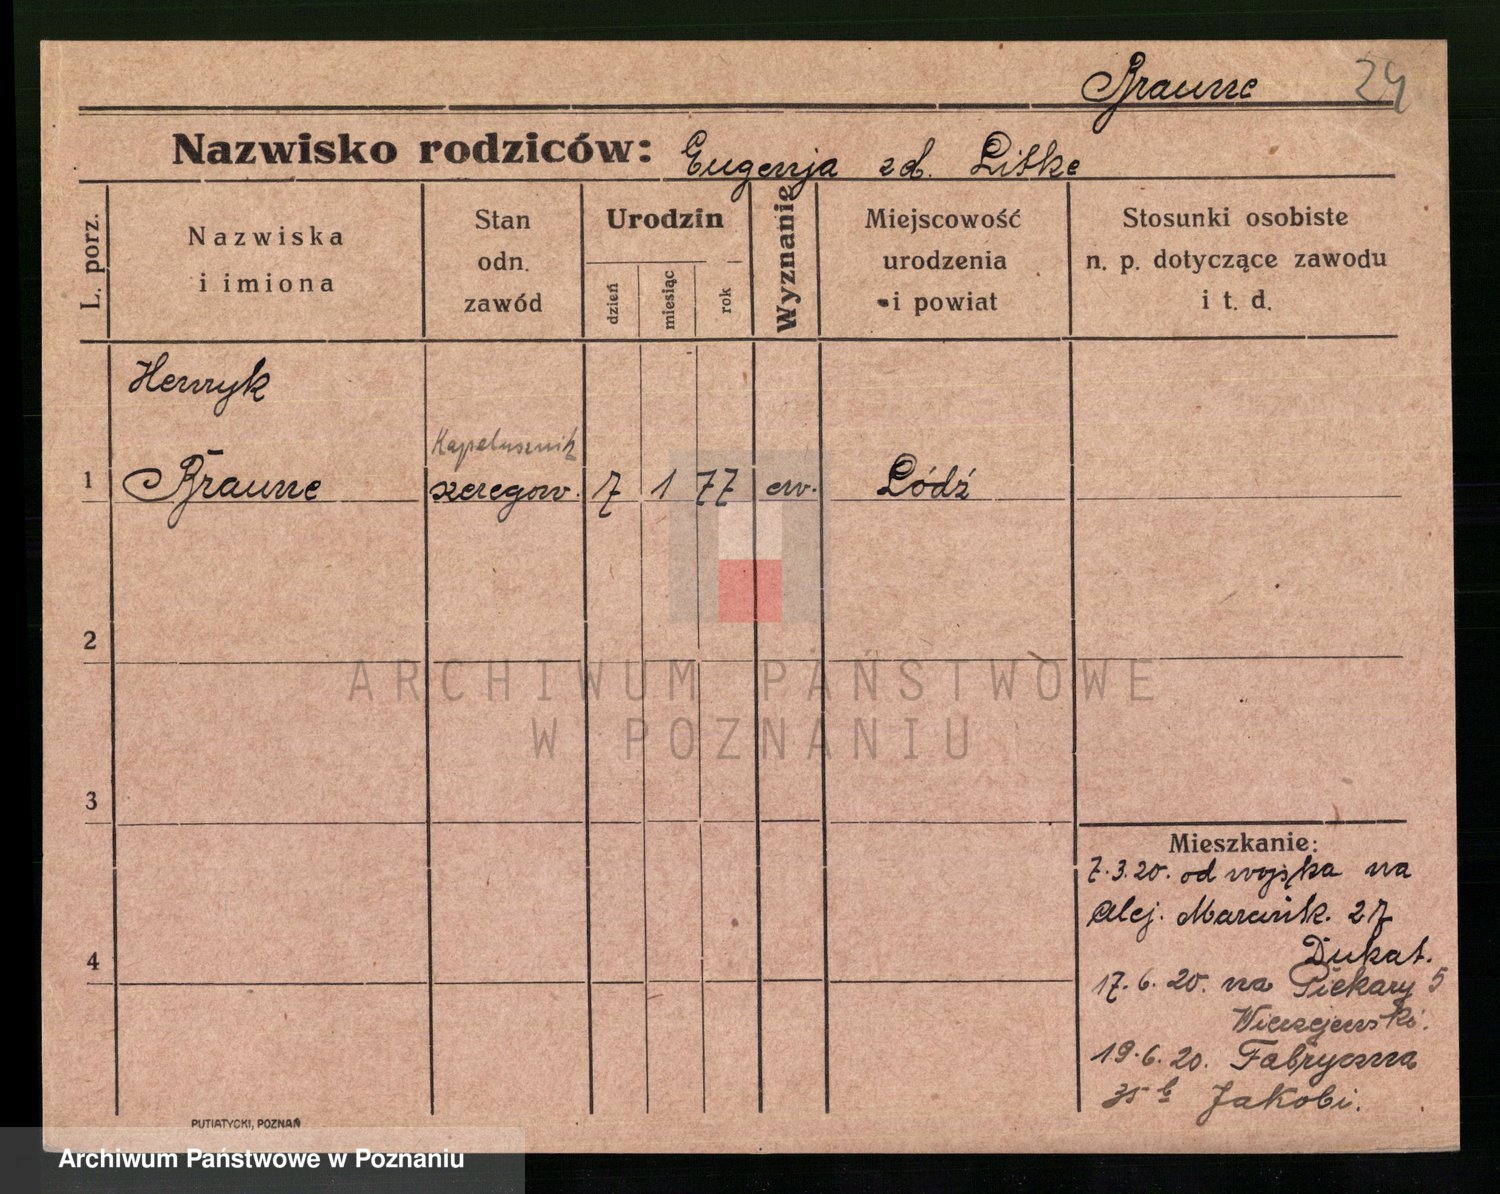 Braune 24
Nazwisko rodziców: Eugenja zd. Litke
L. porz.
Nazwiska
i imiona
Stan
odn.
zawód
Urodzin
dzień
miesiąc
rok
Wyznanie
Miejscowość
urodzenia
i powiat
Stosunki osobiste
n. p. dotyczące zawodu
i t. d.
Henryk
Kapelusznik
1 Braune szeregow. 7 1 77 ew. Łódź
2
3
4
Mieszkanie:
7.3.20. od wojska na
Alej. Marcink. 27
Dukat.
17.6.20. na Piekary 5
Wierzejewski.
19.6.20. Fabryczna
35 b Jakobi.
PUTIATYCKI, POZNAŃ
ARCHIWUM PAŃSTWOWE
W POZNANIU
Archiwum Państwowe w Poznaniu